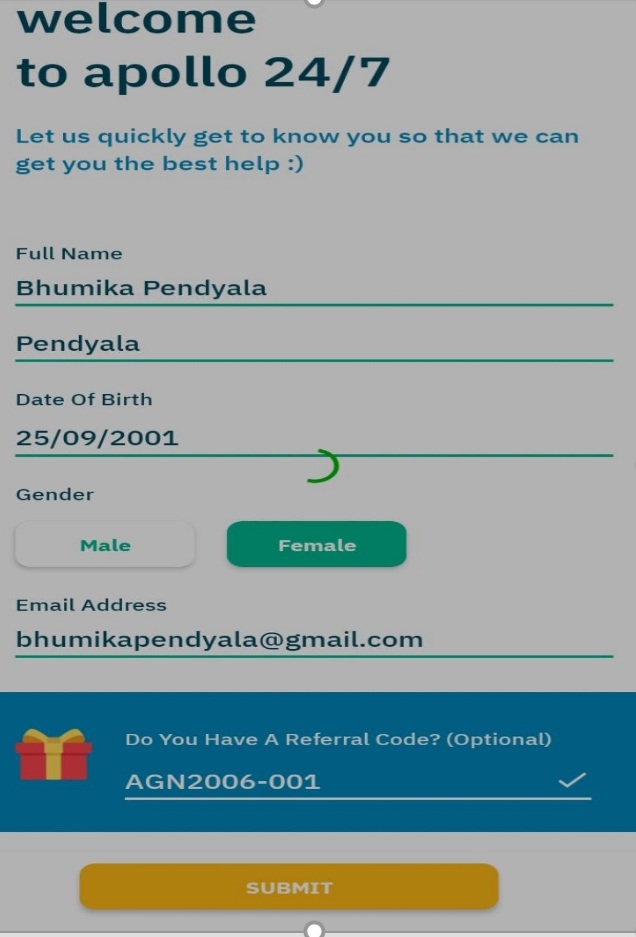 welcome
to apollo 24/7
Let us quickly get to know you so that we can
get you the best help :)
Full Name
Bhumika Pendyala
Pendyala
Date Of Birth
25/09/2001
Gender
Male Female
Email Address
bhumikapendyala@gmail.com
Do You Have A Referral Code? (Optional)
AGN2006-001
SUBMIT